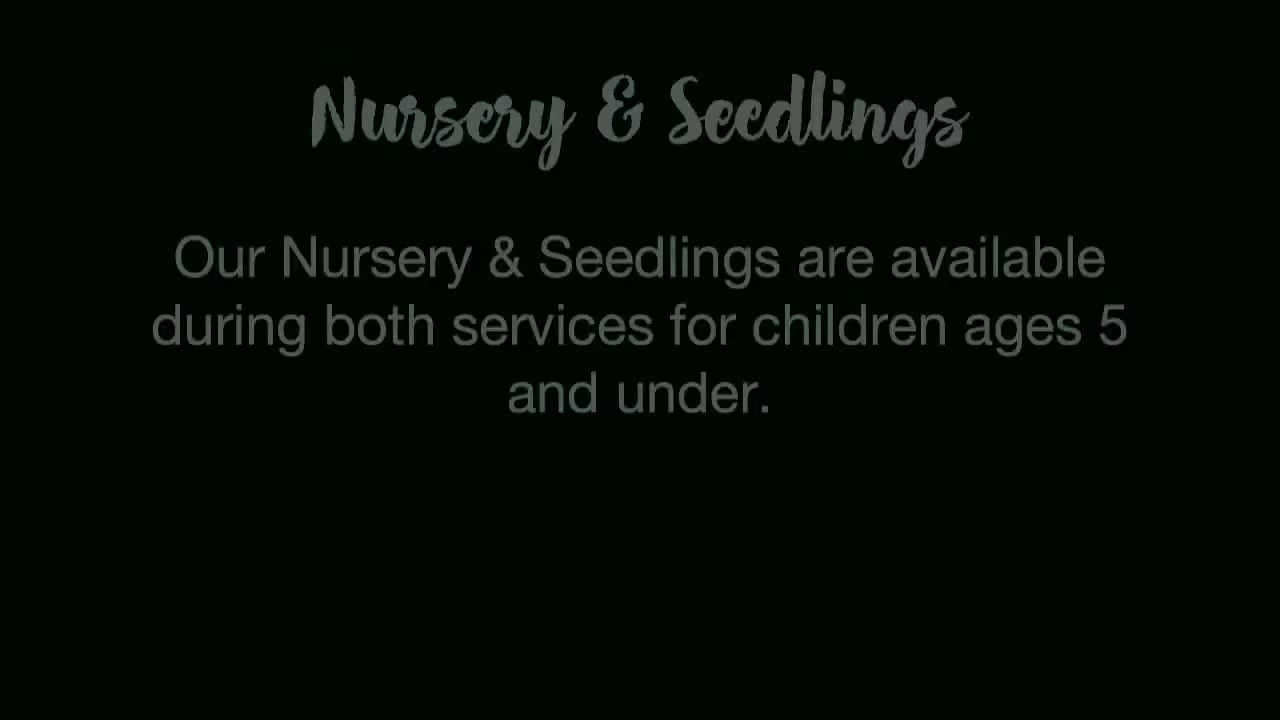 Nursery & Seedlings
Our Nursery & Seedlings are available
during both services for children ages 5
and under.